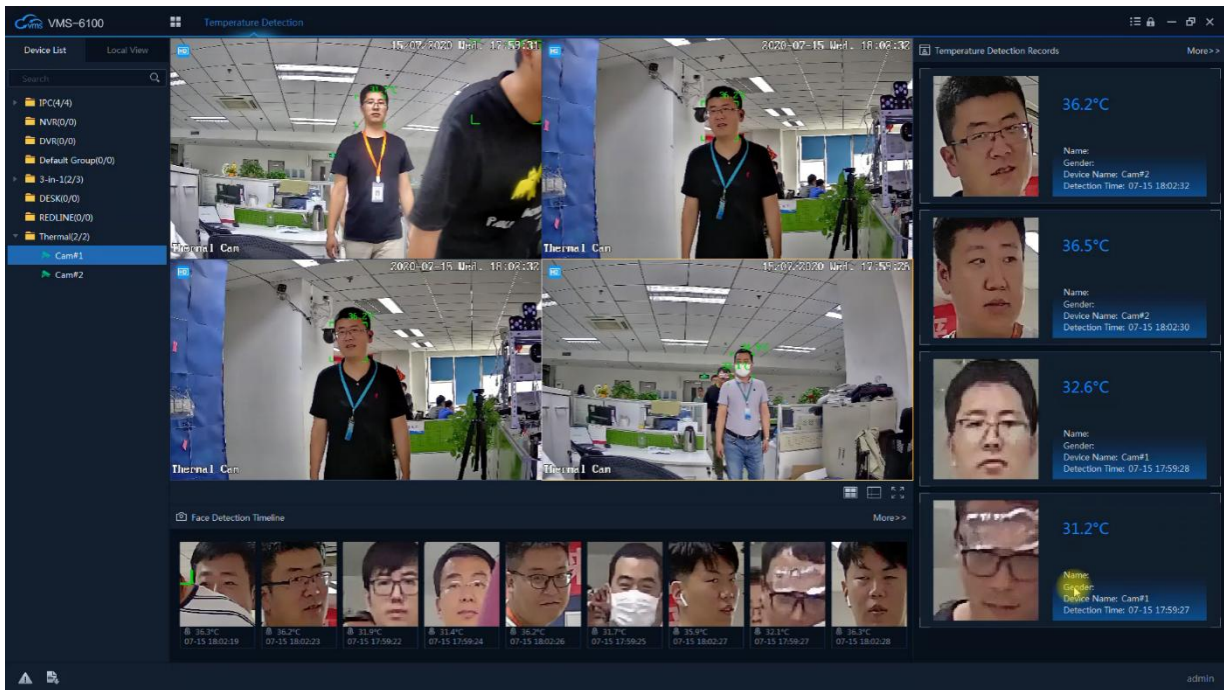 VMS-6100
Temperature Detection
Device List
Local View
Search
IPC(4/4)
NVR(0/0)
DVR(0/0)
Default Group(0/0)
3-in-1(2/3)
DESK(0/0)
REDLINE(0/0)
Thermal(2/2)
Cam#1
Cam#2
15/07/2020 Wed. 17:59:31
Thermal Cam
2020-07-15 Wed. 18:02:32
Thermal Cam
2020-07-15 Wed. 18:02:32
Thermal Cam
Thermal Cam
Face Detection Timeline
More>>
36.3°C
07-15 18:02:19
36.2°C
07-15 18:02:23
31.9°C
07-15 17:59:22
31.4°C
07-15 17:59:24
36.2°C
07-15 18:02:26
31.7°C
07-15 17:59:25
35.9°C
07-15 18:02:27
32.1°C
07-15 17:59:27
36.3°C
07-15 18:02:28
Temperature Detection Records
More>>
36.2°C
Name:
Gender:
Device Name: Cam#2
Detection Time: 07-15 18:02:32
36.5°C
Name:
Gender:
Device Name: Cam#2
Detection Time: 07-15 18:02:30
32.6°C
Name:
Gender:
Device Name: Cam#1
Detection Time: 07-15 17:59:28
31.2°C
Name:
Gender:
Device Name: Cam#1
Detection Time: 07-15 17:59:27
admin